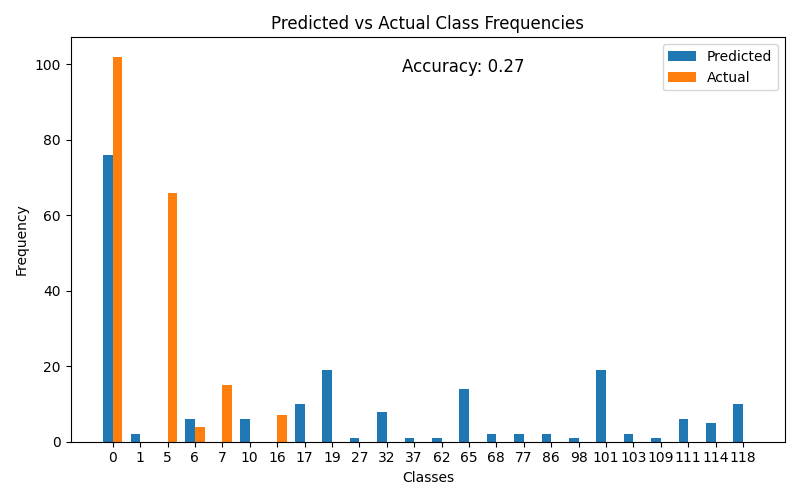 Predicted vs Actual Class Frequencies
Accuracy: 0.27
Predicted
Actual
Frequency
100
80
60
40
20
0
0 1 5 6 7 10 16 17 19 27 32 37 62 65 68 77 86 98 101 103 109 111 114 118
Classes